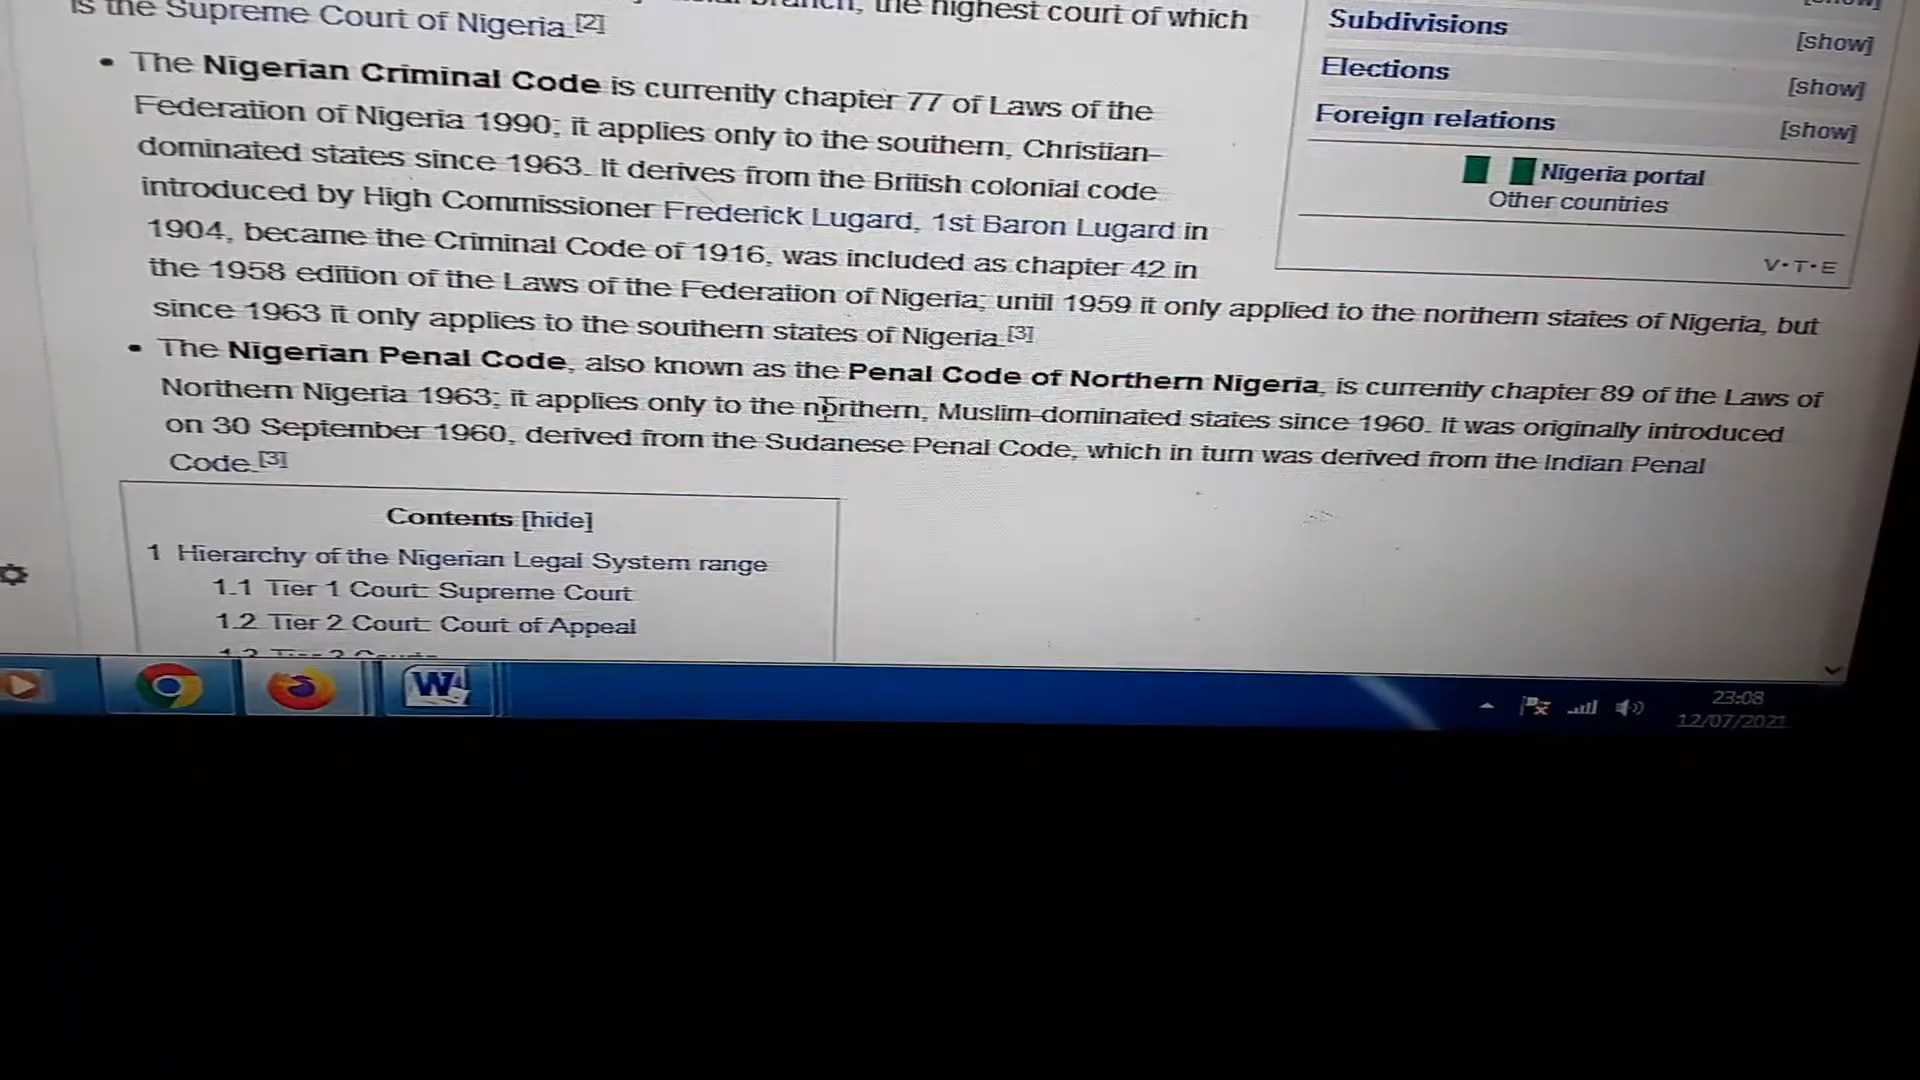 is the Supreme Court of Nigeria.[2]
the highest court of which
• The Nigerian Criminal Code is currently chapter 77 of Laws of the
Federation of Nigeria 1990; it applies only to the southern, Christian-
dominated states since 1963. It derives from the British colonial code
introduced by High Commissioner Frederick Lugard, 1st Baron Lugard in
1904, became the Criminal Code of 1916, was included as chapter 42 in
the 1958 edition of the Laws of the Federation of Nigeria; until 1959 it only applied to the northern states of Nigeria, but
since 1963 it only applies to the southern states of Nigeria.[3]
• The Nigerian Penal Code, also known as the Penal Code of Northern Nigeria, is currently chapter 89 of the Laws of
Northern Nigeria 1963; it applies only to the northern, Muslim-dominated states since 1960. It was originally introduced
on 30 September 1960, derived from the Sudanese Penal Code, which in turn was derived from the Indian Penal
Code.[3]
Subdivisions [show]
Elections [show]
Foreign relations [show]
Nigeria portal
Other countries
V·T·E
Contents [hide]
1 Hierarchy of the Nigerian Legal System range
1.1 Tier 1 Court: Supreme Court
1.2 Tier 2 Court: Court of Appeal
W
23:08
12/07/2021